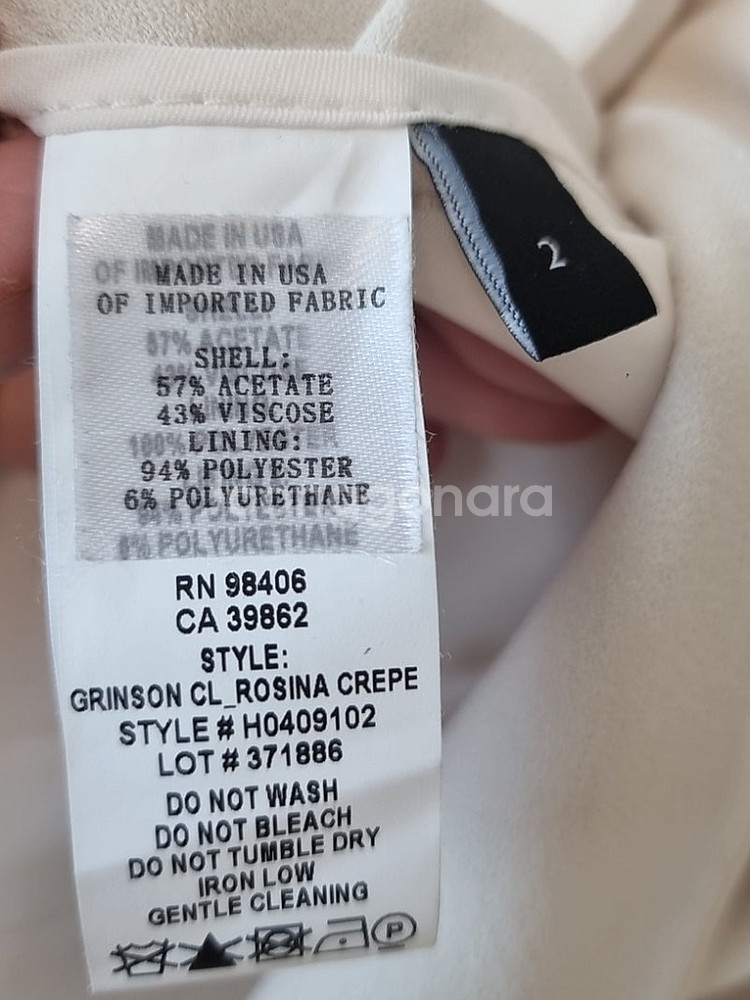 MADE IN USA
OF IMPORTED FABRIC
SHELL:
57% ACETATE
43% VISCOSE
LINING:
94% POLYESTER
6% POLYURETHANE
RN 98406
CA 39862
STYLE:
GRINSON CL_ROSINA CREPE
STYLE # H0409102
LOT # 371886
DO NOT WASH
DO NOT BLEACH
DO NOT TUMBLE DRY
IRON LOW
GENTLE CLEANING
P
2